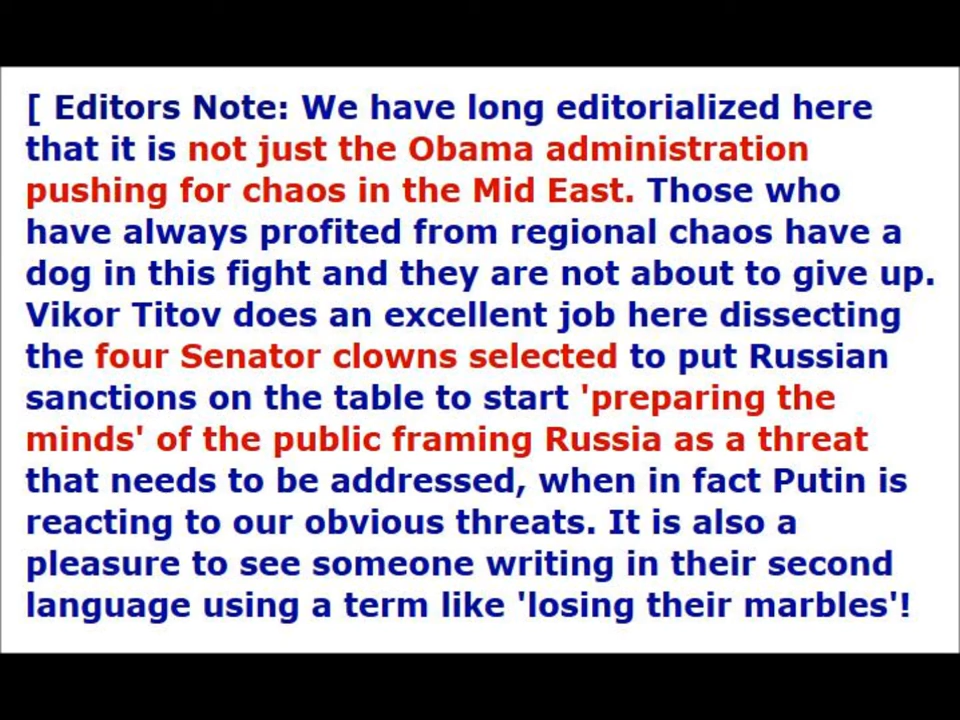 [ Editors Note: We have long editorialized here
that it is not just the Obama administration
pushing for chaos in the Mid East. Those who
have always profited from regional chaos have a
dog in this fight and they are not about to give up.
Vikor Titov does an excellent job here dissecting
the four Senator clowns selected to put Russian
sanctions on the table to start 'preparing the
minds' of the public framing Russia as a threat
that needs to be addressed, when in fact Putin is
reacting to our obvious threats. It is also a
pleasure to see someone writing in their second
language using a term like 'losing their marbles'!